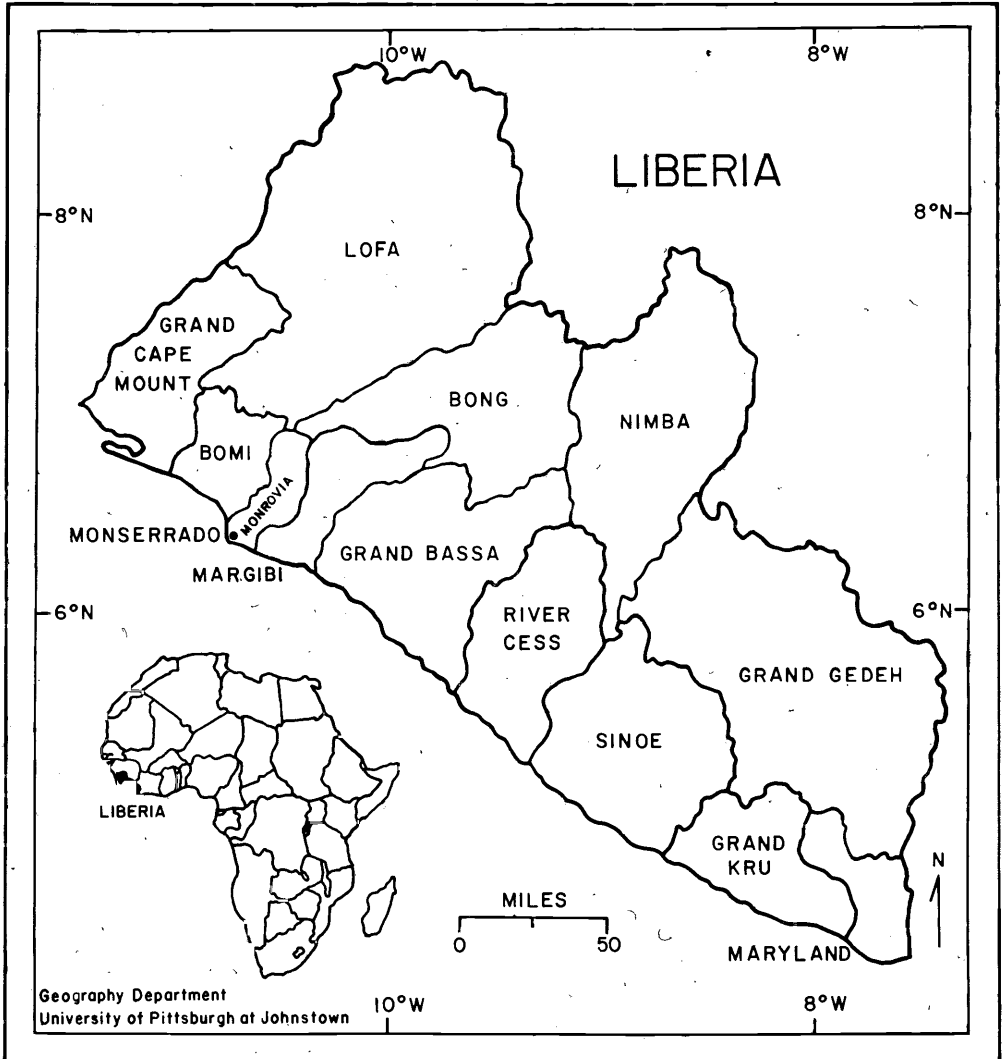 10°W
8°W
LIBERIA
8°N
8°N
LOFA
GRAND
CAPE
MOUNT
BONG
NIMBA
BOMI
MONROVIA
MONSERRADO
GRAND BASSA
MARGIBI
6°N
6°N
RIVER
CESS
GRAND GEDEH
SINOE
LIBERIA
GRAND
KRU
N
MILES
0
50
MARYLAND
Geography Department
University of Pittsburgh at Johnstown
10°W
8°W